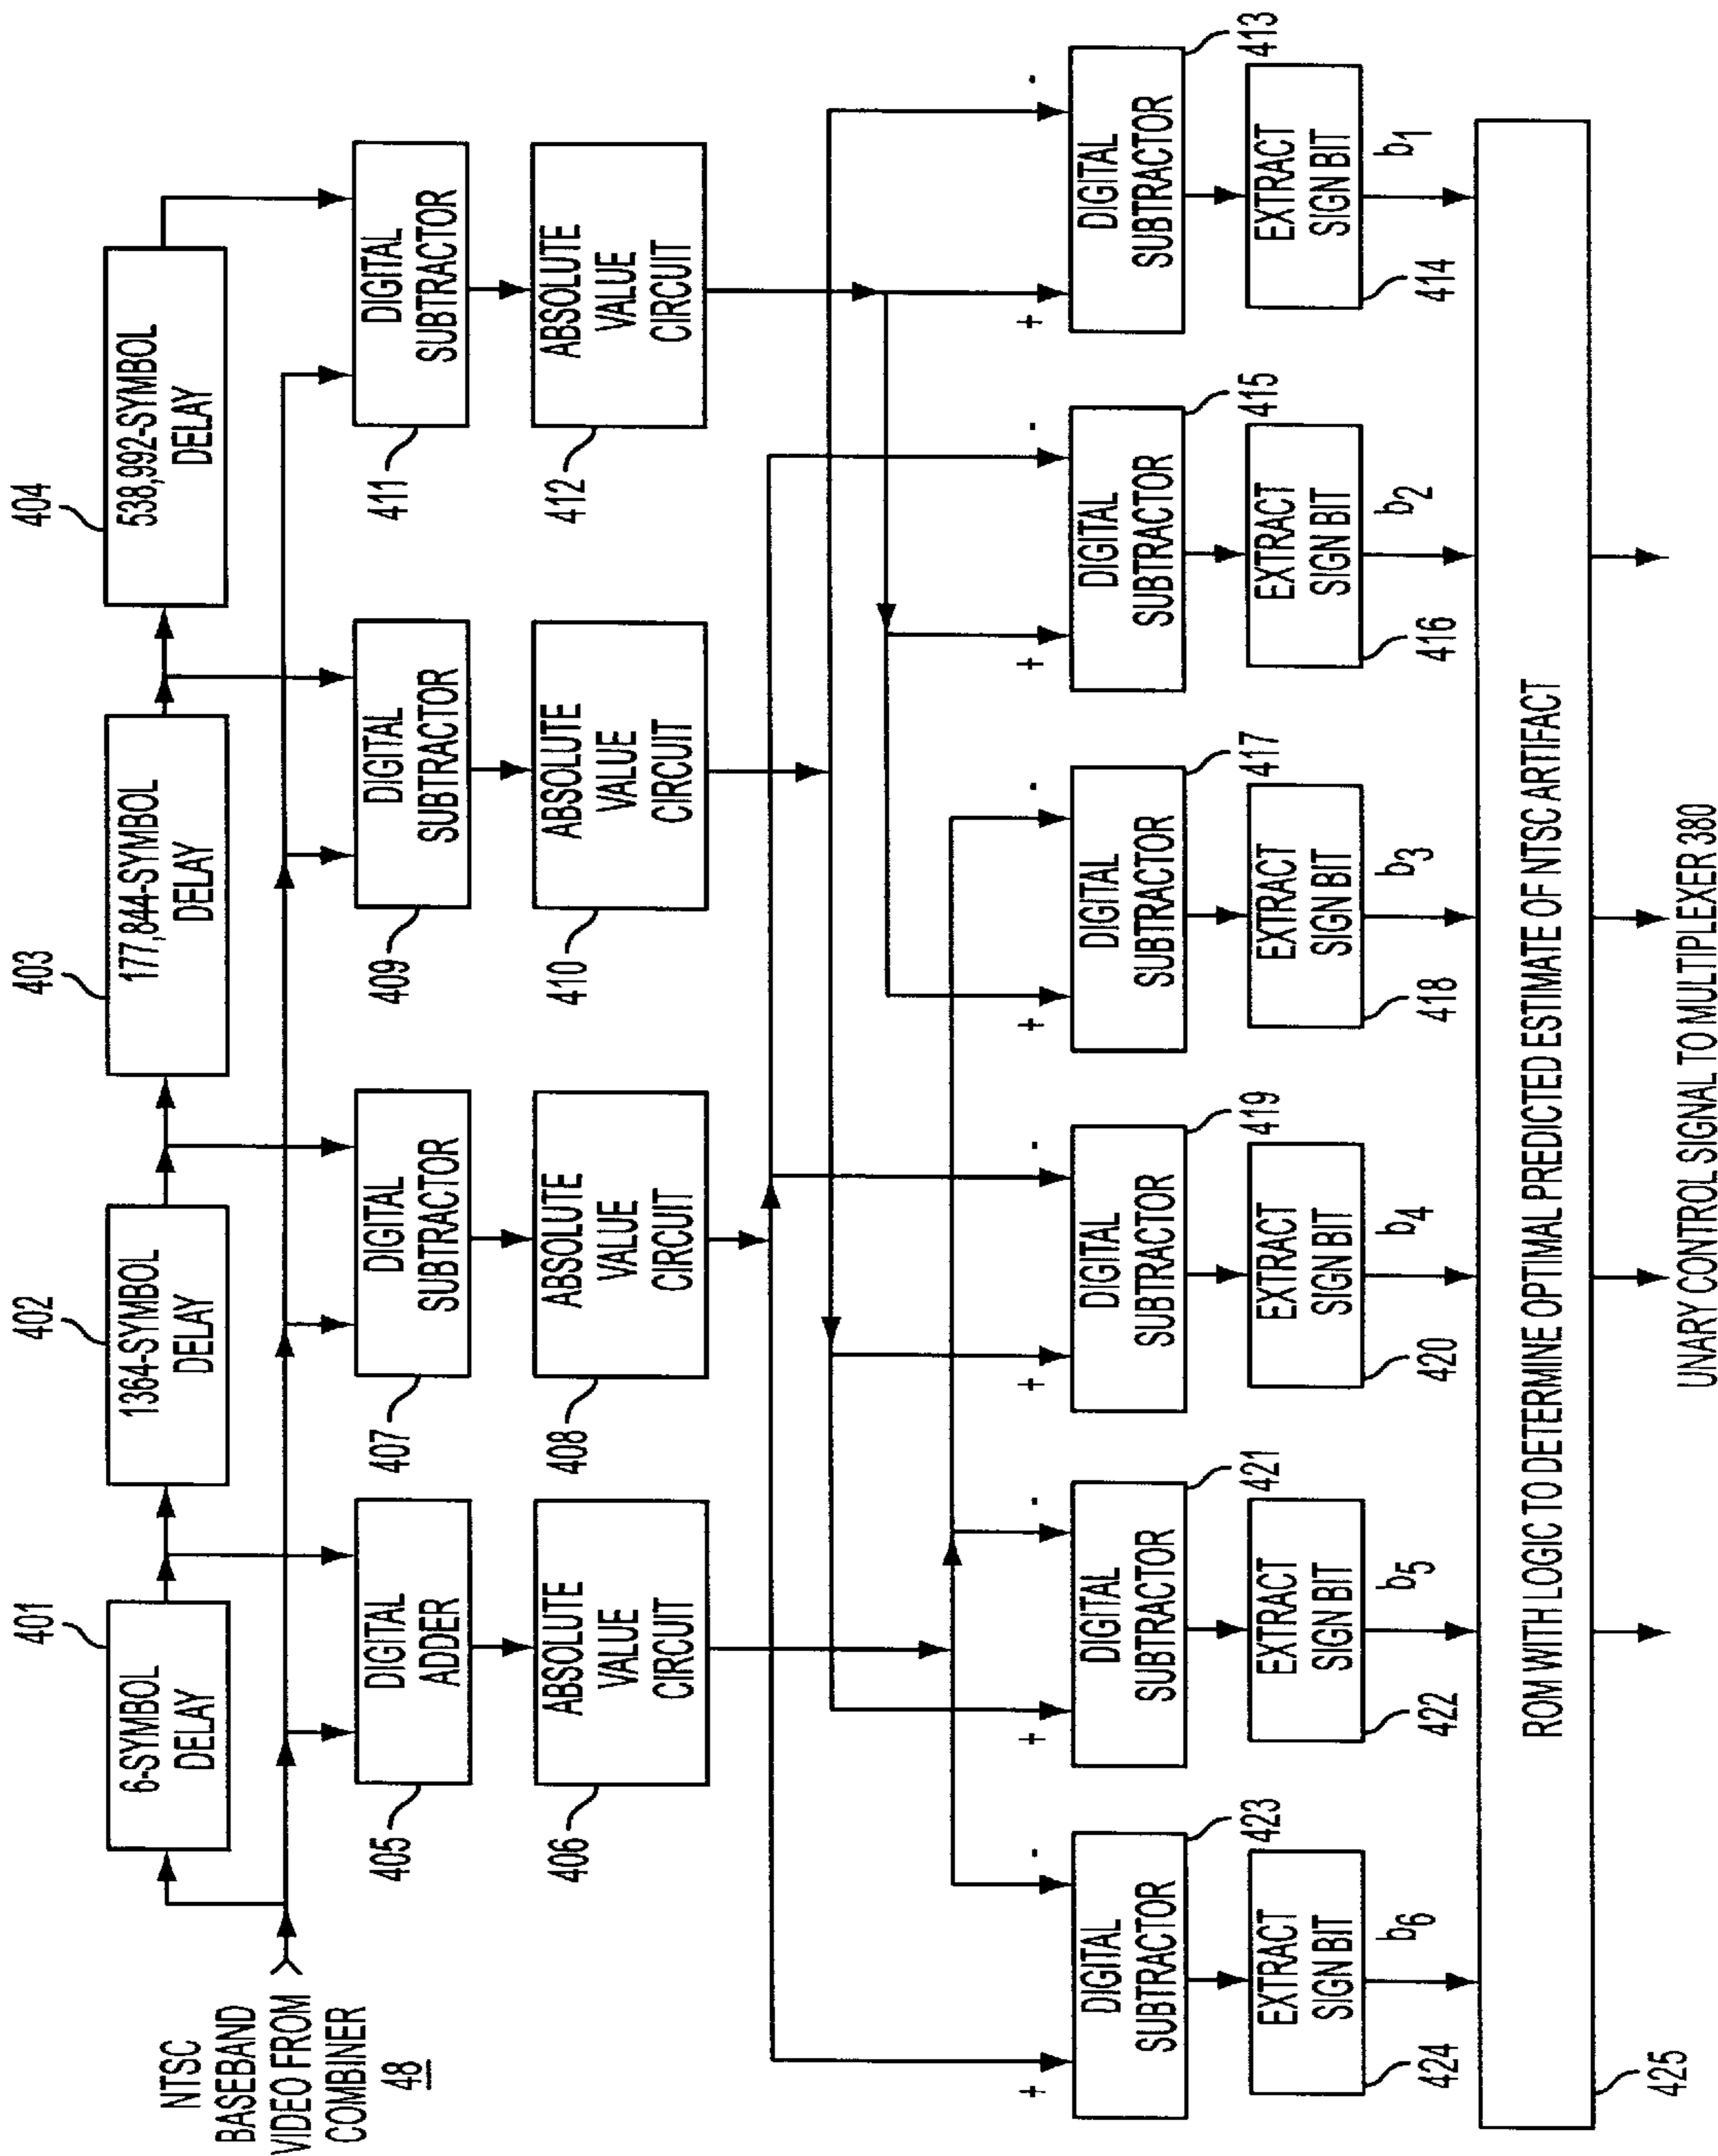 NTSC
BASEBAND
VIDEO FROM
COMBINER
48
401
6-SYMBOL
DELAY
402
1364-SYMBOL
DELAY
403
177,844-SYMBOL
DELAY
404
538,992-SYMBOL
DELAY
405
DIGITAL
ADDER
407
DIGITAL
SUBTRACTOR
409
DIGITAL
SUBTRACTOR
411
DIGITAL
SUBTRACTOR
406
ABSOLUTE
VALUE
CIRCUIT
408
ABSOLUTE
VALUE
CIRCUIT
410
ABSOLUTE
VALUE
CIRCUIT
412
ABSOLUTE
VALUE
CIRCUIT
+ -
DIGITAL
SUBTRACTOR
423
+ -
DIGITAL
SUBTRACTOR
421
+ -
DIGITAL
SUBTRACTOR
419
+ -
DIGITAL
SUBTRACTOR
417
+ -
DIGITAL
SUBTRACTOR
415
+ -
DIGITAL
SUBTRACTOR
413
424
EXTRACT
SIGN BIT
b6
422
EXTRACT
SIGN BIT
b5
420
EXTRACT
SIGN BIT
b4
418
EXTRACT
SIGN BIT
b3
416
EXTRACT
SIGN BIT
b2
414
EXTRACT
SIGN BIT
b1
ROM WITH LOGIC TO DETERMINE OPTIMAL PREDICTED ESTIMATE OF NTSC ARTIFACT
425
UNARY CONTROL SIGNAL TO MULTIPLEXER 380